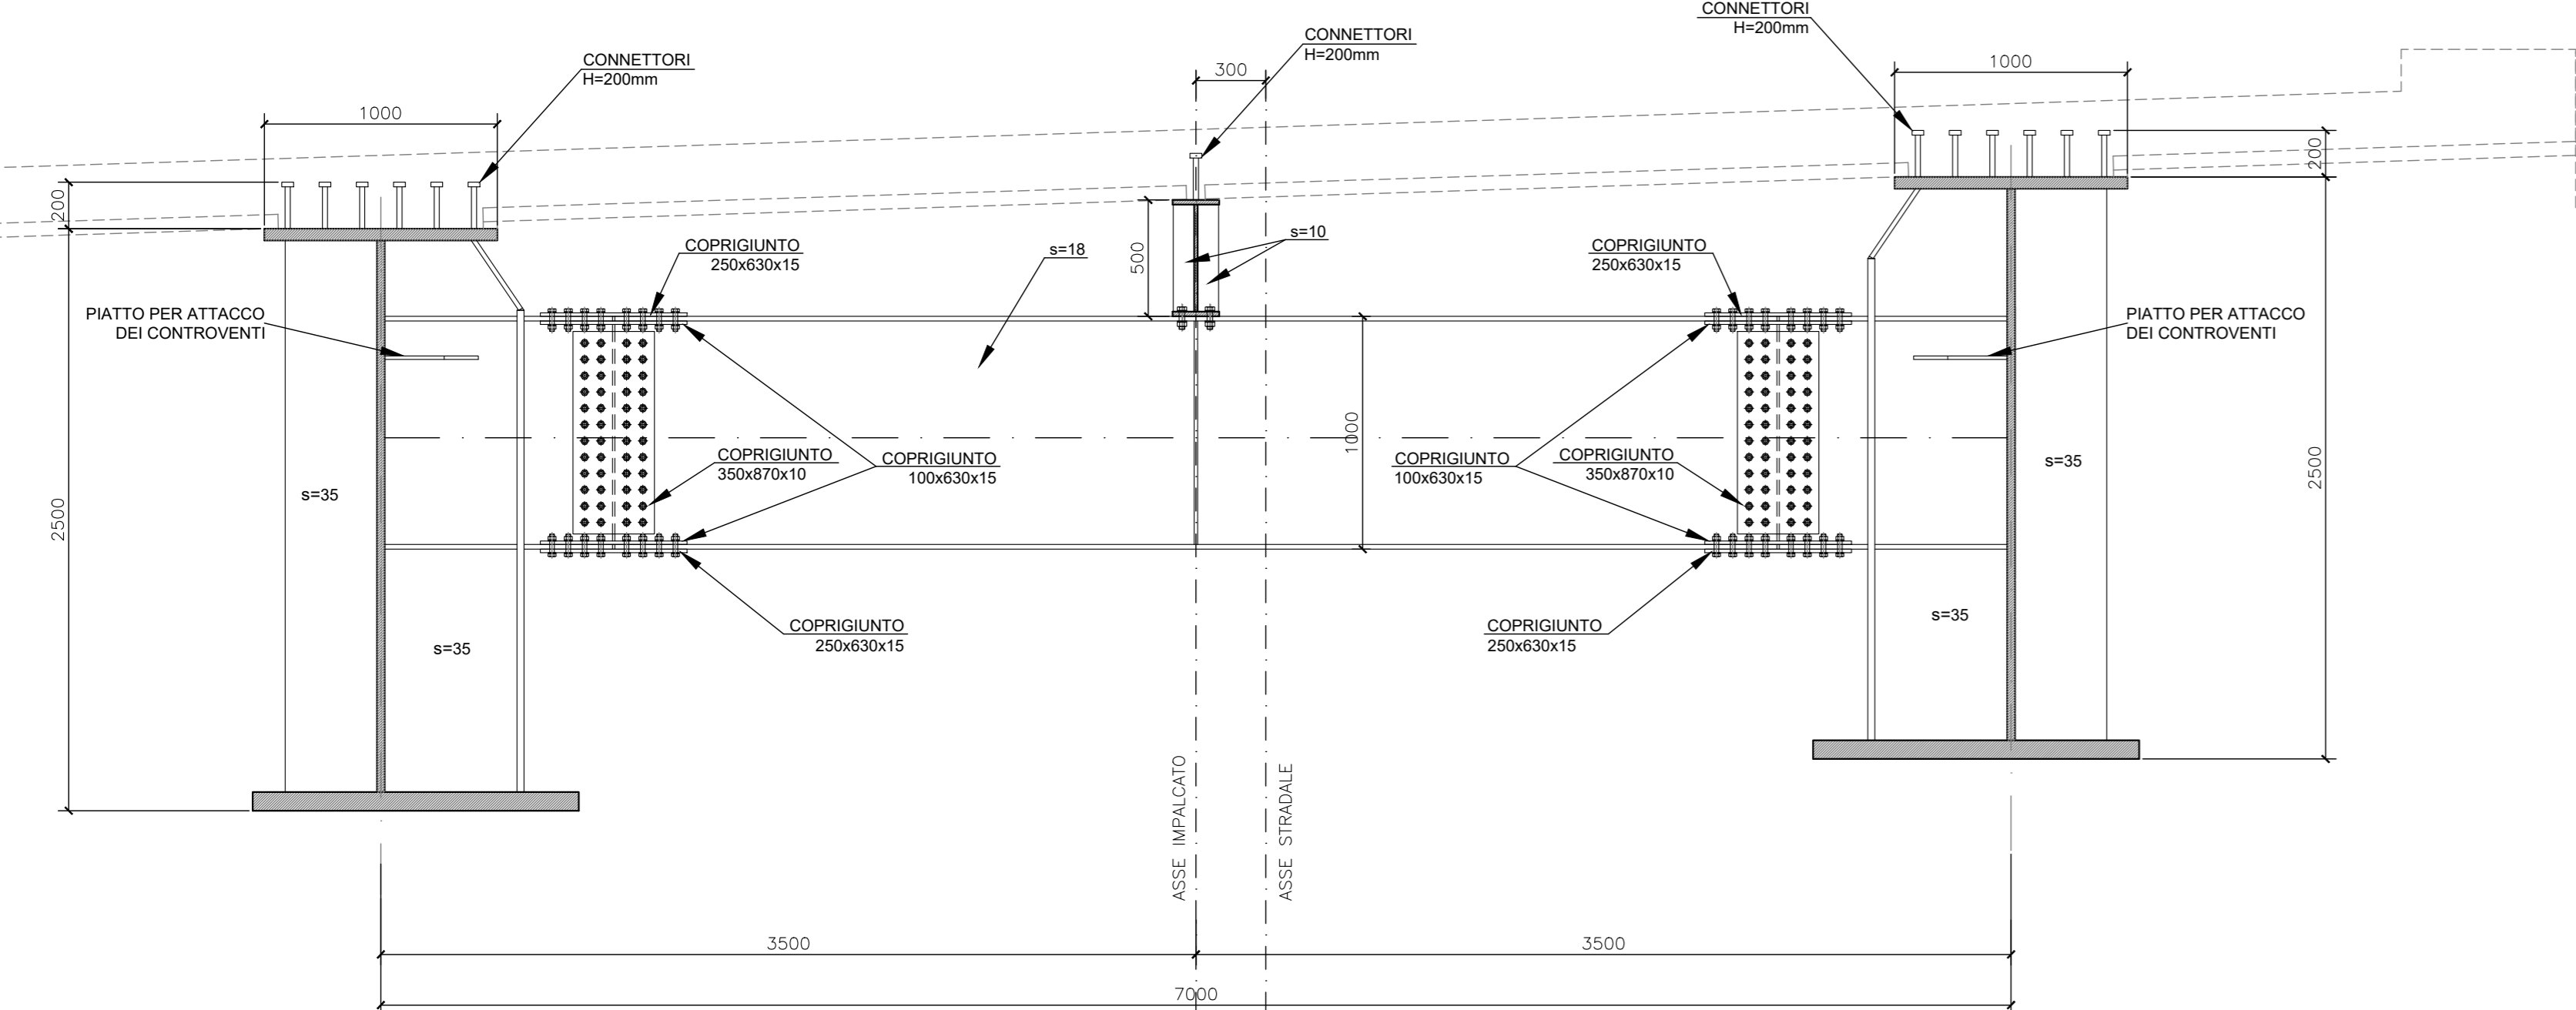 CONNETTORI
H=200mm
CONNETTORI
H=200mm
CONNETTORI
H=200mm
300
1000
1000
200
200
500
s=10
s=18
COPRIGIUNTO
250x630x15
COPRIGIUNTO
250x630x15
PIATTO PER ATTACCO
DEI CONTROVENTI
PIATTO PER ATTACCO
DEI CONTROVENTI
1000
COPRIGIUNTO
350x870x10
COPRIGIUNTO
100x630x15
COPRIGIUNTO
100x630x15
COPRIGIUNTO
350x870x10
s=35
s=35
2500
2500
s=35
s=35
COPRIGIUNTO
250x630x15
COPRIGIUNTO
250x630x15
ASSE IMPALCATO
ASSE STRADALE
3500
3500
7000